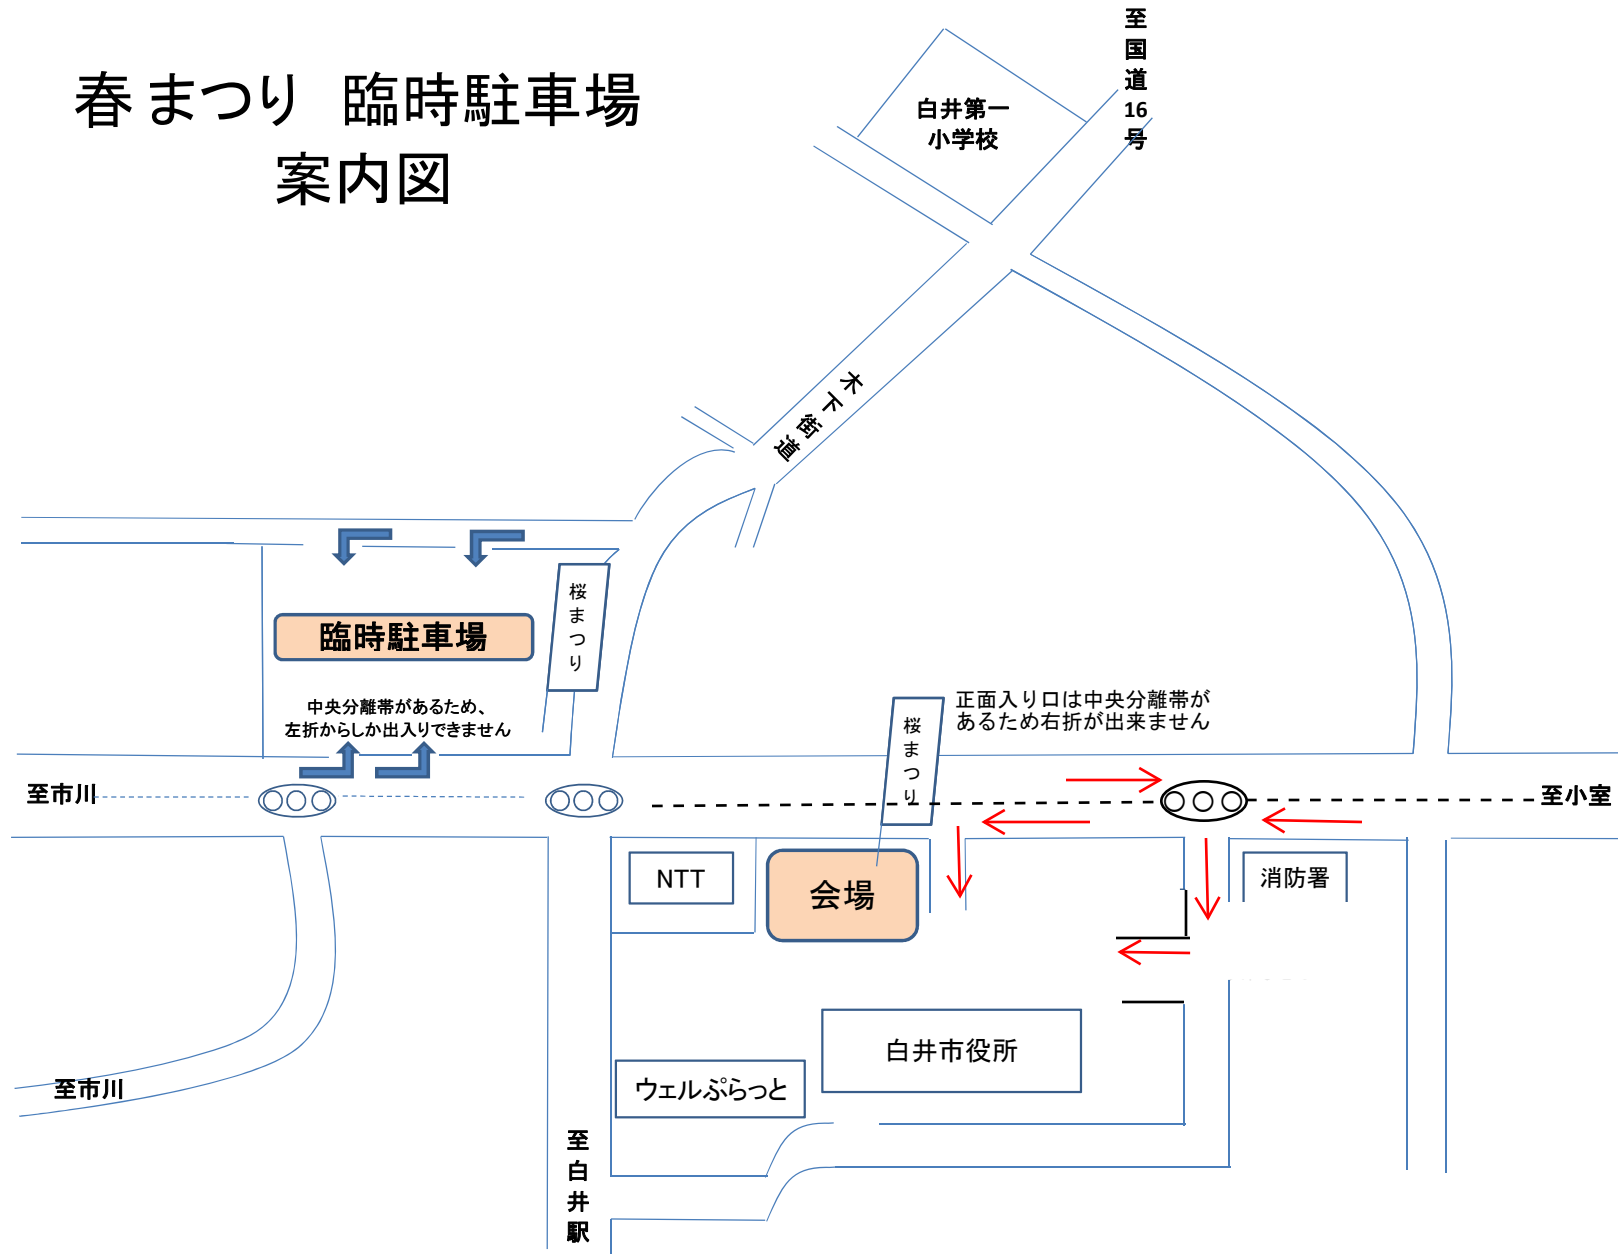 春まつり　臨時駐車場
案内図
至国道16号
白井第一
小学校
木下街道
桜まつり
臨時駐車場
中央分離帯があるため、
左折からしか出入りできません
桜まつり
正面入り口は中央分離帯が
あるため右折が出来ません
至市川
至小室
NTT
会場
消防署
白井市役所
ウェルぷらっと
至市川
至白井駅